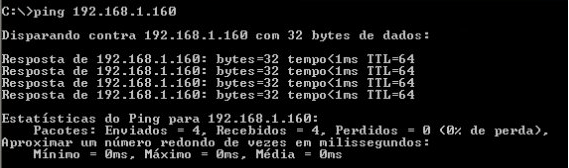 C:\>ping 192.168.1.160
Disparando contra 192.168.1.160 com 32 bytes de dados:
Resposta de 192.168.1.160: bytes=32 tempo<1ms TTL=64
Resposta de 192.168.1.160: bytes=32 tempo<1ms TTL=64
Resposta de 192.168.1.160: bytes=32 tempo<1ms TTL=64
Resposta de 192.168.1.160: bytes=32 tempo<1ms TTL=64
Estatísticas do Ping para 192.168.1.160:
Pacotes: Enviados = 4, Recebidos = 4, Perdidos = 0 (0% de perda),
Aproximar um número redondo de vezes em milissegundos:
Mínimo = 0ms, Máximo = 0ms, Média = 0ms